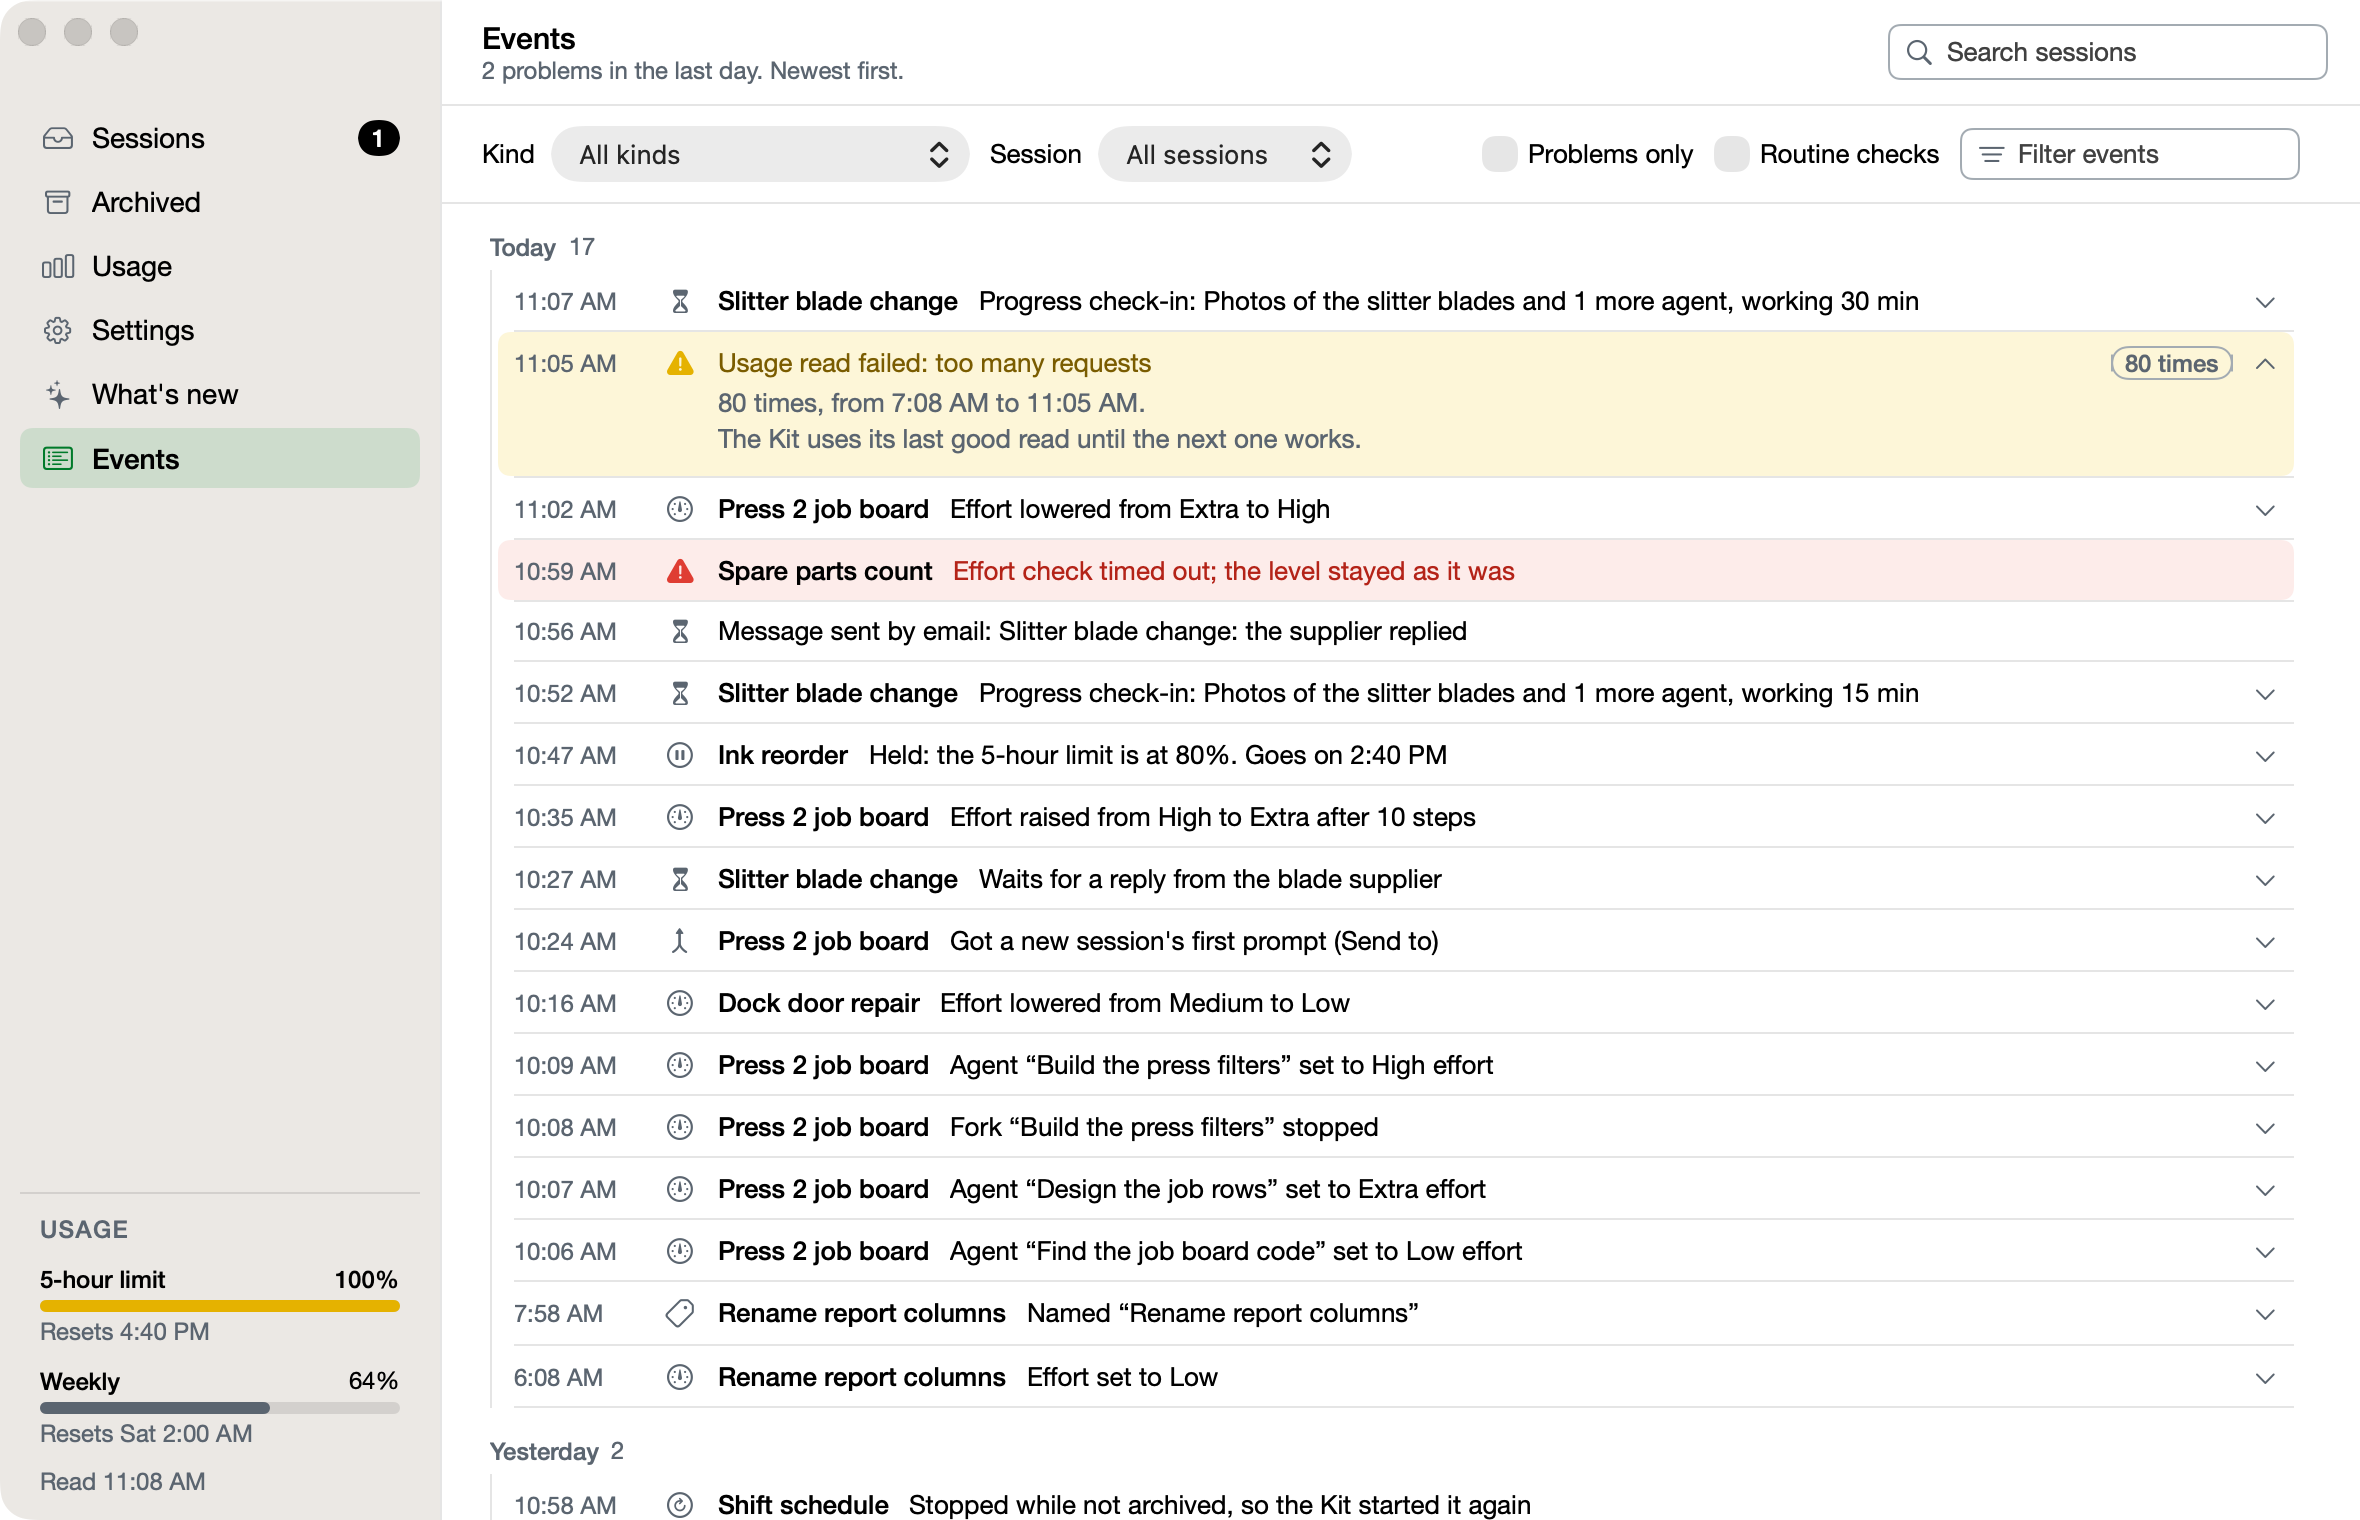 Sessions 1
Archived
Usage
Settings
What's new
Events
USAGE
5-hour limit 100%
Resets 4:40 PM
Weekly 64%
Resets Sat 2:00 AM
Read 11:08 AM
Events
2 problems in the last day. Newest first.
Search sessions
Kind All kinds Session All sessions Problems only Routine checks Filter events
Today 17
11:07 AM Slitter blade change Progress check-in: Photos of the slitter blades and 1 more agent, working 30 min
11:05 AM Usage read failed: too many requests 80 times
80 times, from 7:08 AM to 11:05 AM.
The Kit uses its last good read until the next one works.
11:02 AM Press 2 job board Effort lowered from Extra to High
10:59 AM Spare parts count Effort check timed out; the level stayed as it was
10:56 AM Message sent by email: Slitter blade change: the supplier replied
10:52 AM Slitter blade change Progress check-in: Photos of the slitter blades and 1 more agent, working 15 min
10:47 AM Ink reorder Held: the 5-hour limit is at 80%. Goes on 2:40 PM
10:35 AM Press 2 job board Effort raised from High to Extra after 10 steps
10:27 AM Slitter blade change Waits for a reply from the blade supplier
10:24 AM Press 2 job board Got a new session's first prompt (Send to)
10:16 AM Dock door repair Effort lowered from Medium to Low
10:09 AM Press 2 job board Agent “Build the press filters” set to High effort
10:08 AM Press 2 job board Fork “Build the press filters” stopped
10:07 AM Press 2 job board Agent “Design the job rows” set to Extra effort
10:06 AM Press 2 job board Agent “Find the job board code” set to Low effort
7:58 AM Rename report columns Named “Rename report columns”
6:08 AM Rename report columns Effort set to Low
Yesterday 2
10:58 AM Shift schedule Stopped while not archived, so the Kit started it again